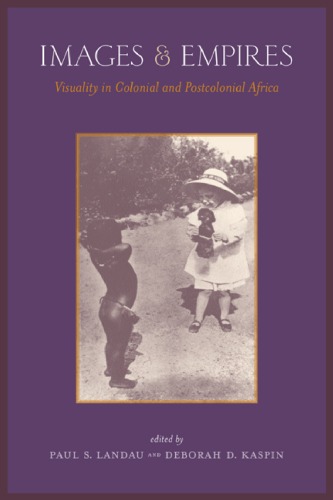 IMAGES & EMPIRES
Visuality in Colonial and Postcolonial Africa
edited by
PAUL S. LANDAU AND DEBORAH D. KASPIN